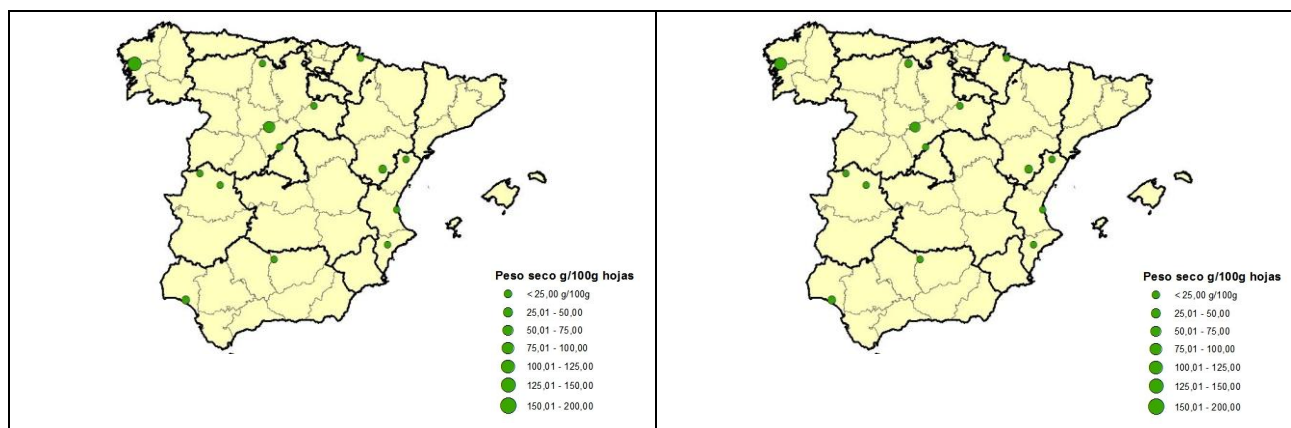 Peso seco g/100g hojas
< 25,00 g/100g
25,01 - 50,00
50,01 - 75,00
75,01 - 100,00
100,01 - 125,00
125,01 - 150,00
150,01 - 200,00
Peso seco g/100g hojas
< 25,00 g/100g
25,01 - 50,00
50,01 - 75,00
75,01 - 100,00
100,01 - 125,00
125,01 - 150,00
150,01 - 200,00